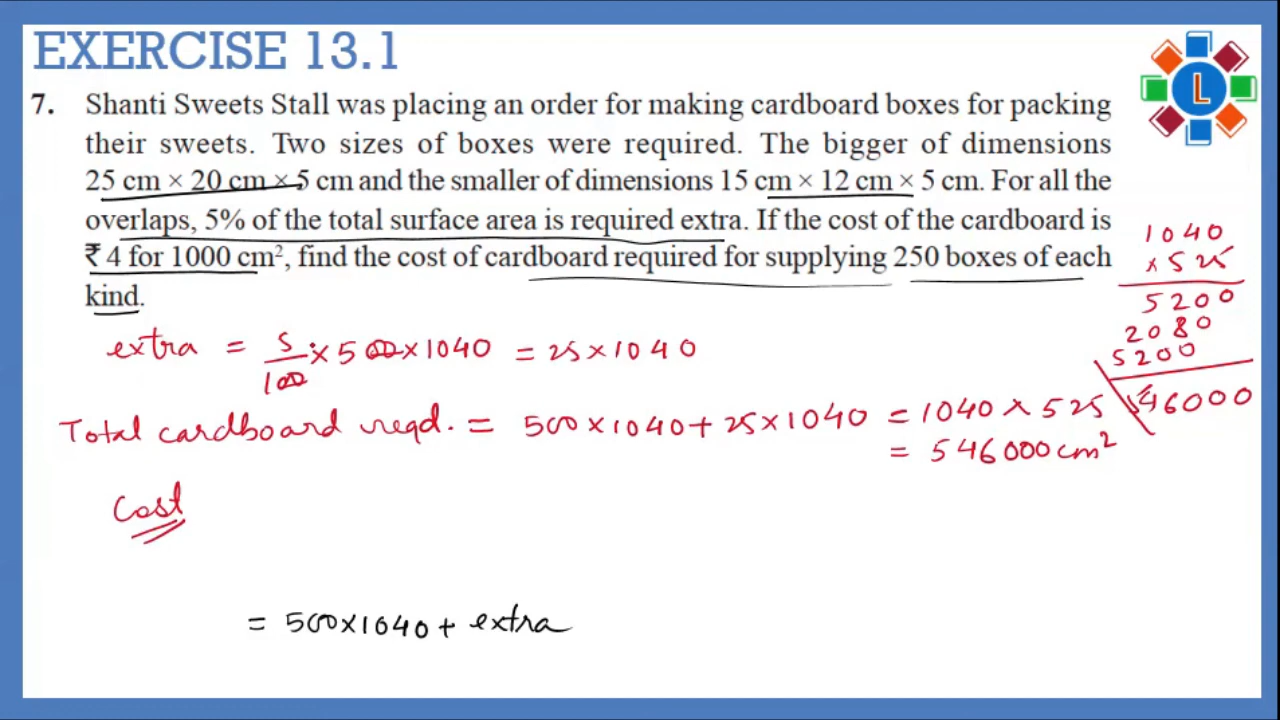 EXERCISE 13.1
L
7. Shanti Sweets Stall was placing an order for making cardboard boxes for packing
their sweets. Two sizes of boxes were required. The bigger of dimensions
25 cm × 20 cm × 5 cm and the smaller of dimensions 15 cm × 12 cm × 5 cm. For all the
overlaps, 5% of the total surface area is required extra. If the cost of the cardboard is
₹ 4 for 1000 cm², find the cost of cardboard required for supplying 250 boxes of each
kind.
1040
×525
5200
2080
5200
546000
extra = 5/100 × 500 × 1040 = 25 × 1040
Total cardboard reqd. = 500 × 1040 + 25 × 1040 = 1040 × 525
= 546000 cm²
Cost
= 500 × 1040 + extra